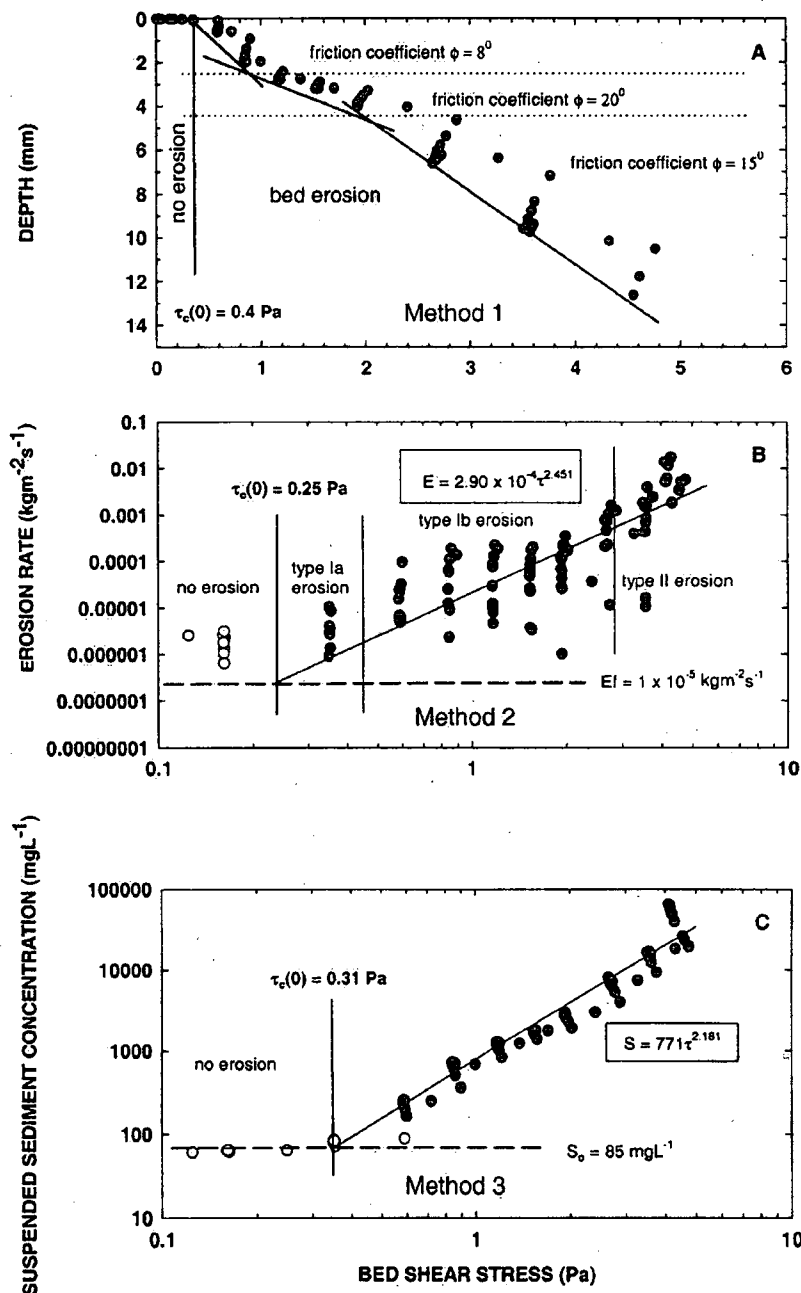 A
0
2
4
6
8
10
12
14
DEPTH (mm)
friction coefficient ϕ = 8⁰
friction coefficient ϕ = 20⁰
friction coefficient ϕ = 15⁰
no erosion
bed erosion
τc(0) = 0.4 Pa
Method 1
0 1 2 3 4 5 6
B
0.1
0.01
0.001
0.0001
0.00001
0.000001
0.0000001
0.00000001
EROSION RATE (kgm⁻²s⁻¹)
E = 2.90 x 10⁻⁴τ²·⁴⁵¹
τc(0) = 0.25 Pa
type Ib erosion
no erosion
type Ia
erosion
type II erosion
Ef = 1 x 10⁻⁵ kgm⁻²s⁻¹
Method 2
0.1 1 10
C
100000
10000
1000
100
10
SUSPENDED SEDIMENT CONCENTRATION (mgL⁻¹)
τc(0) = 0.31 Pa
no erosion
S = 771τ²·¹⁸¹
So = 85 mgL⁻¹
Method 3
0.1 1 10
BED SHEAR STRESS (Pa)